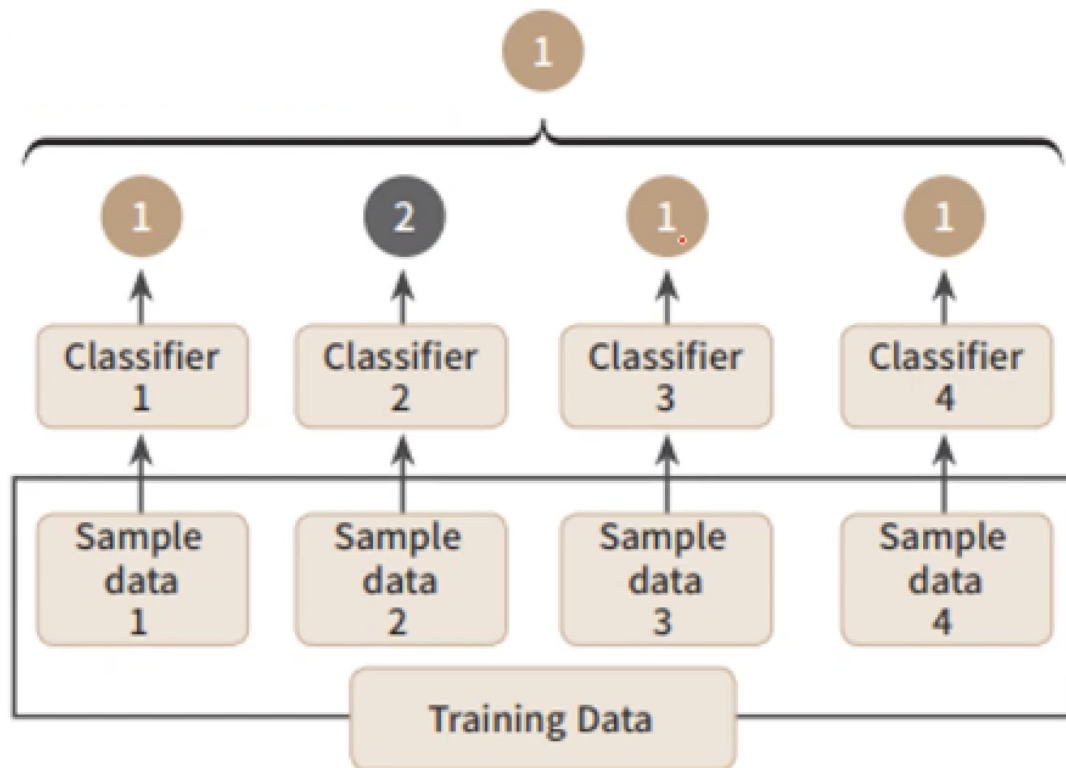 1
1
2
1
1
Classifier
1
Classifier
2
Classifier
3
Classifier
4
Sample
data
1
Sample
data
2
Sample
data
3
Sample
data
4
Training Data